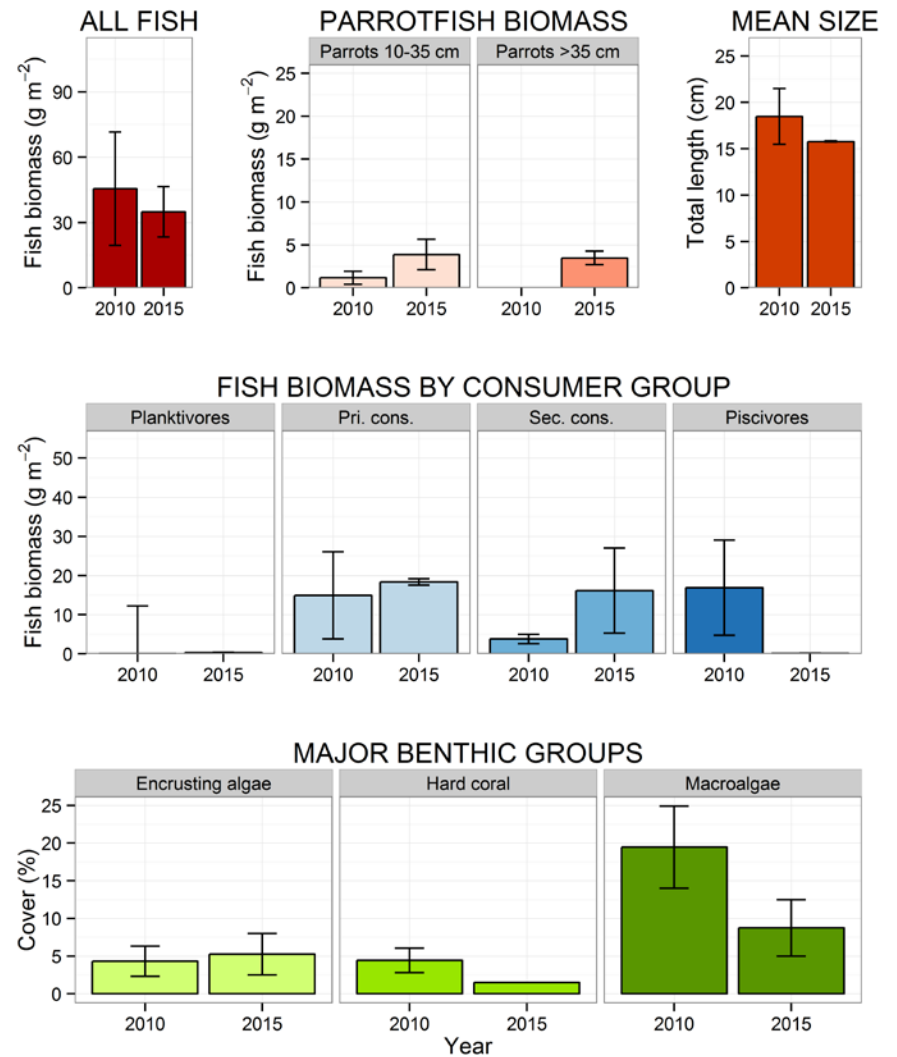 ALL FISH
PARROTFISH BIOMASS
MEAN SIZE
Parrots 10-35 cm
Parrots >35 cm
Fish biomass (g m⁻²)
90
60
30
0
2010 2015
Fish biomass (g m⁻²)
25
20
15
10
5
0
2010 2015
2010 2015
Total length (cm)
25
20
15
10
5
0
2010 2015
FISH BIOMASS BY CONSUMER GROUP
Planktivores
Pri. cons.
Sec. cons.
Piscivores
Fish biomass (g m⁻²)
50
40
30
20
10
0
2010 2015
2010 2015
2010 2015
2010 2015
MAJOR BENTHIC GROUPS
Encrusting algae
Hard coral
Macroalgae
Cover (%)
25
20
15
10
5
0
2010 2015
2010 2015
2010 2015
Year